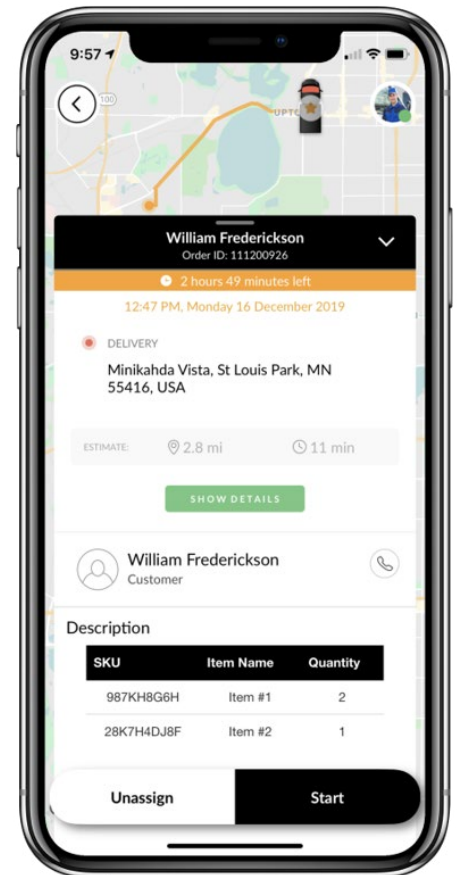 9:57
100
UPTO
William Frederickson
Order ID: 111200926
2 hours 49 minutes left
12:47 PM, Monday 16 December 2019
DELIVERY
Minikahda Vista, St Louis Park, MN
55416, USA
ESTIMATE: 2.8 mi 11 min
SHOW DETAILS
William Frederickson
Customer
Description
SKU Item Name Quantity
987KH8G6H Item #1 2
28K7H4DJ8F Item #2 1
Unassign Start